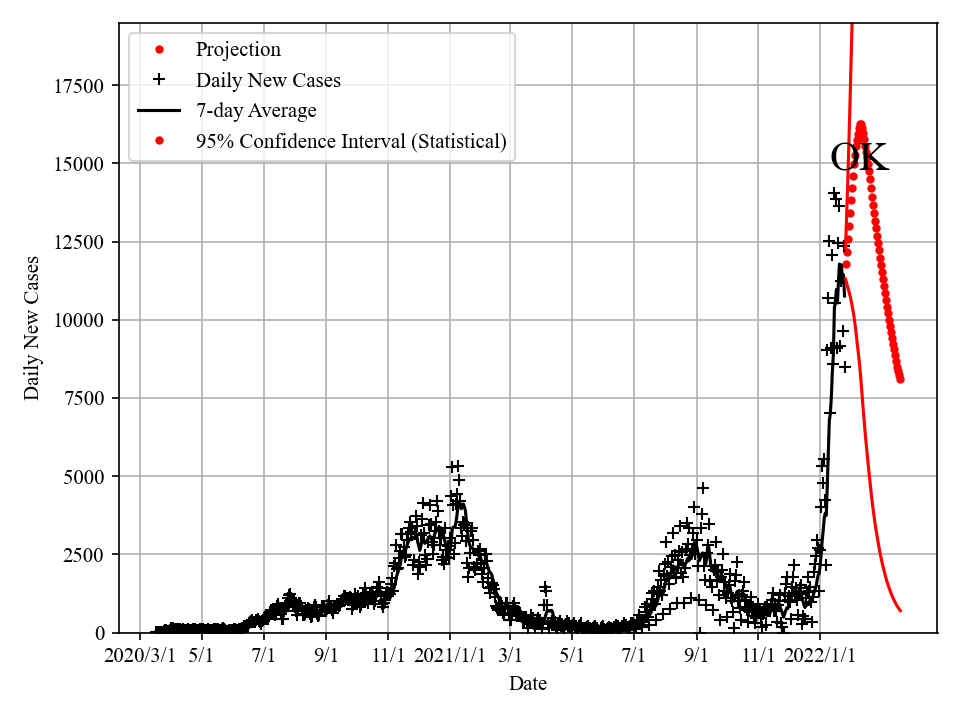 Projection
Daily New Cases
7-day Average
95% Confidence Interval (Statistical)
OK
17500
15000
12500
10000
7500
5000
2500
0
Daily New Cases
2020/3/1 5/1 7/1 9/1 11/1 2021/1/1 3/1 5/1 7/1 9/1 11/1 2022/1/1
Date